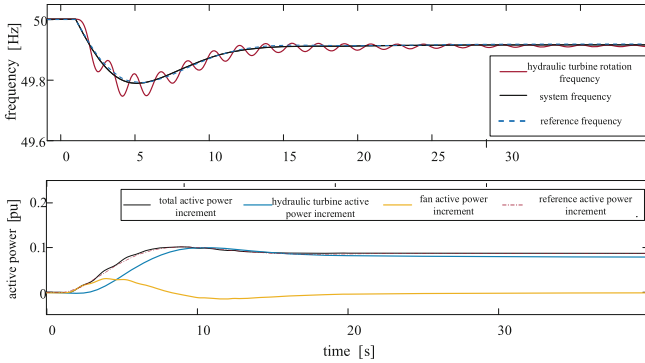 50
49.8
49.6
frequency [Hz]
hydraulic turbine rotation
frequency
system frequency
reference frequency
0 5 10 15 20 25 30
0.2
0.1
0
active power [pu]
total active power
increment
hydraulic turbine active
power increment
fan active power
increment
reference active power
increment
0 10 20 30
time [s]